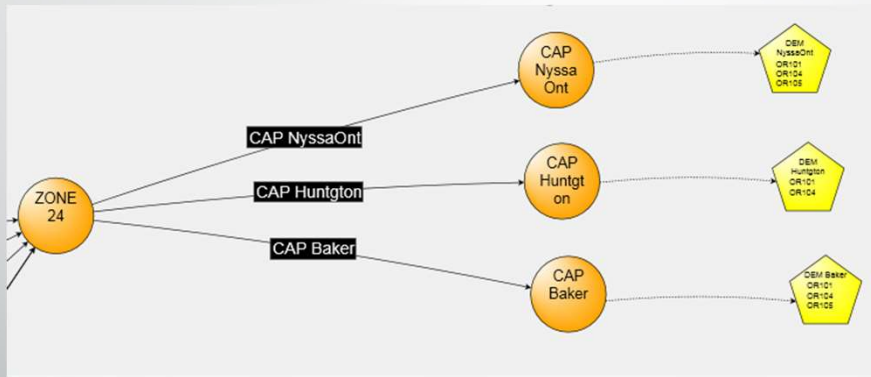 ZONE
24
CAP NyssaOnt
CAP Huntgton
CAP Baker
CAP
Nyssa
Ont
CAP
Huntgt
on
CAP
Baker
DEM
NyssaOnt
OR101
OR104
OR105
DEM
Huntgton
OR101
OR104
DEM Baker
OR101
OR104
OR105